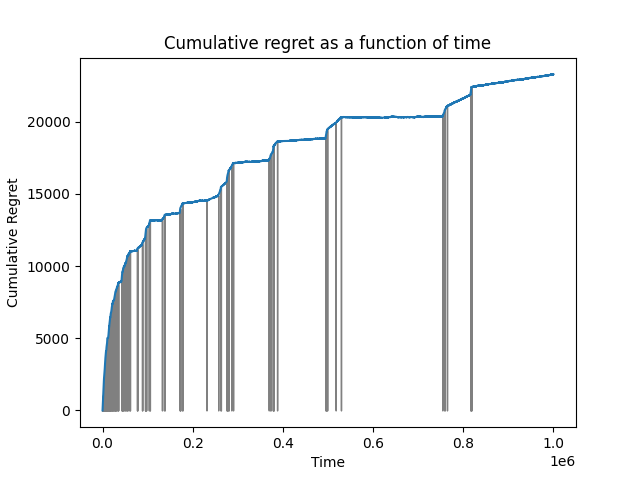 Cumulative regret as a function of time
Cumulative Regret
20000
15000
10000
5000
0
0.0 0.2 0.4 0.6 0.8 1.0
1e6
Time